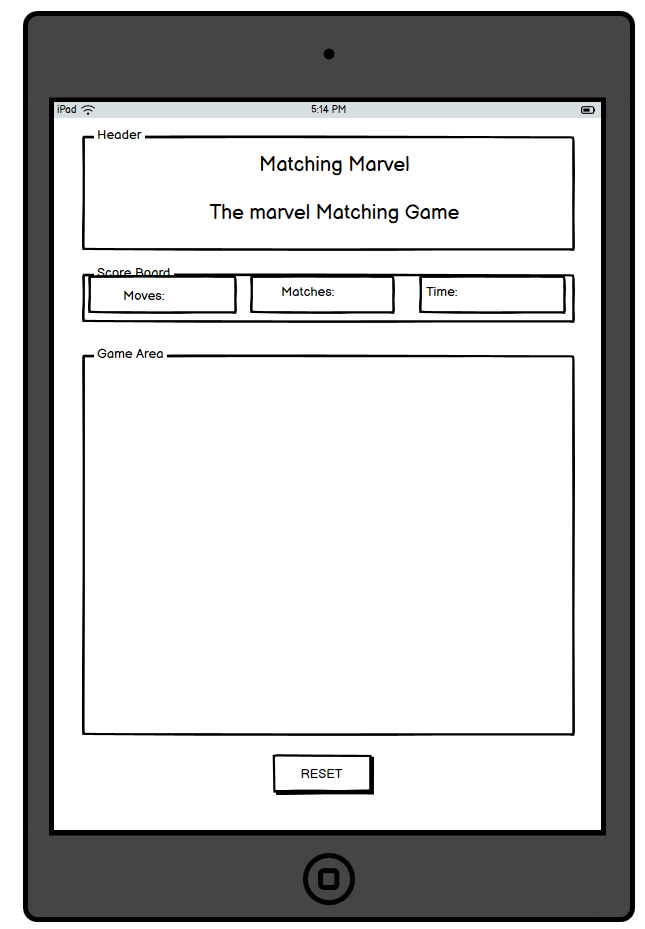 iPad
5:14 PM
Header
Matching Marvel
The marvel Matching Game
Score Board
Moves:
Matches:
Time:
Game Area
RESET